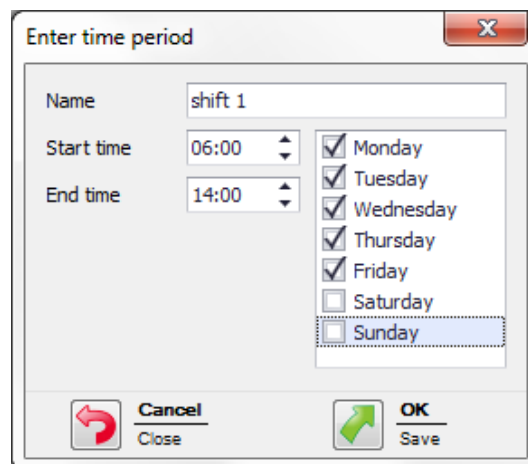 Enter time period
Name shift 1
Start time 06:00
End time 14:00
Monday
Tuesday
Wednesday
Thursday
Friday
Saturday
Sunday
Cancel
Close
OK
Save